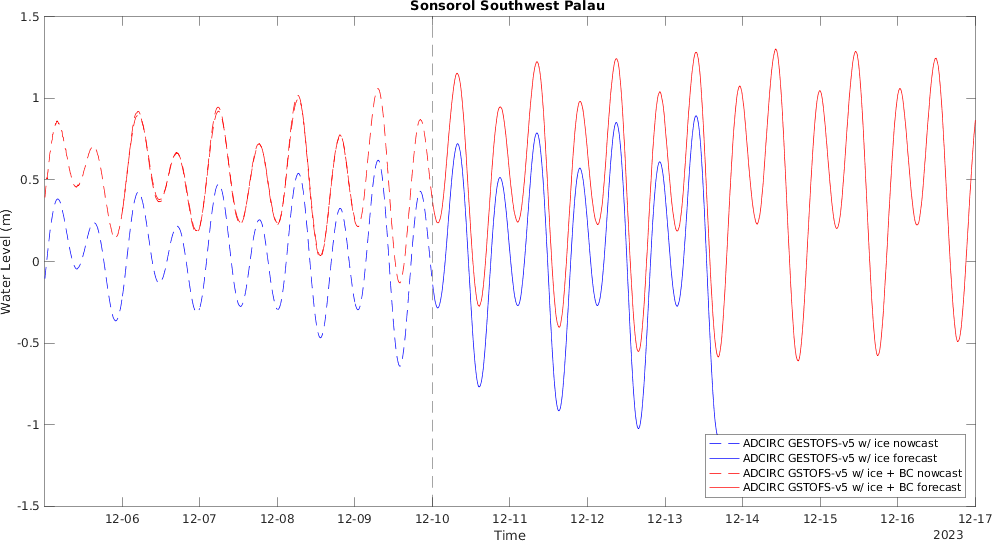 Sonsorol Southwest Palau
1.5
1
0.5
0
-0.5
-1
-1.5
Water Level (m)
12-06
12-07
12-08
12-09
12-10
12-11
12-12
12-13
12-14
12-15
12-16
12-17
Time
2023
ADCIRC GESTOFS-v5 w/ ice nowcast
ADCIRC GESTOFS-v5 w/ ice forecast
ADCIRC GSTOFS-v5 w/ ice + BC nowcast
ADCIRC GSTOFS-v5 w/ ice + BC forecast